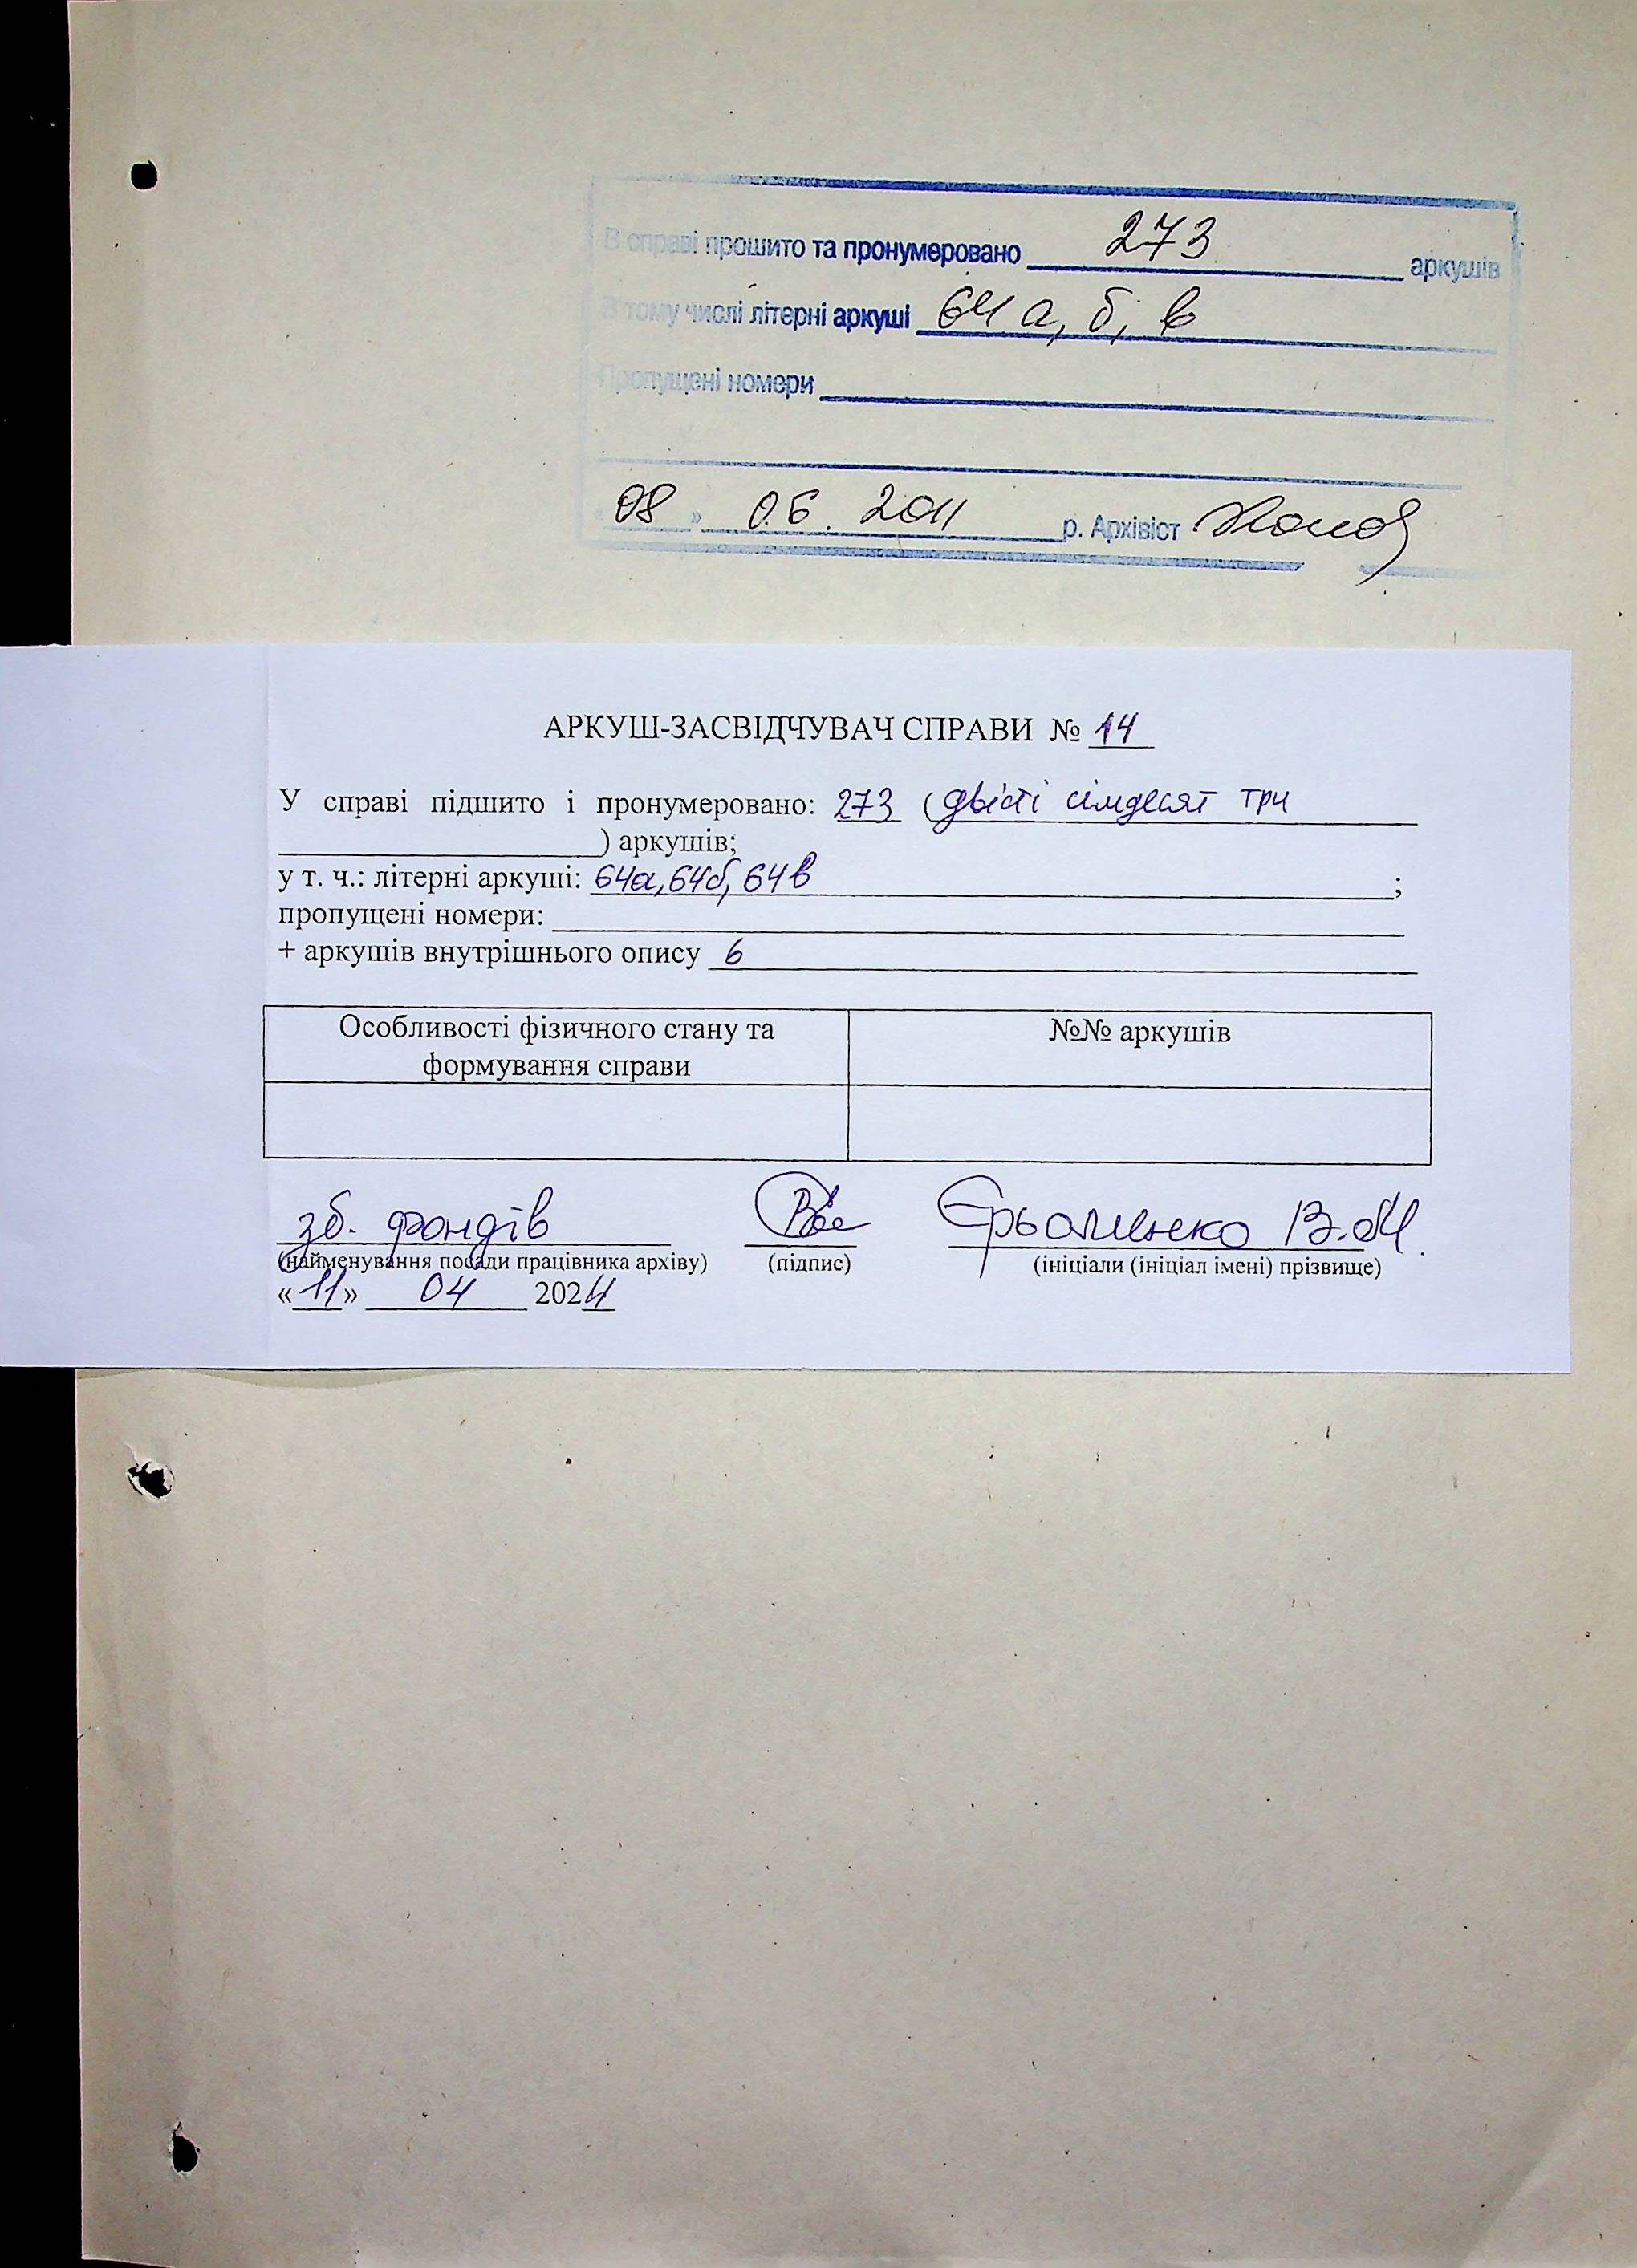 В справі прошито та пронумеровано 273 аркушів
В тому числі літерні аркуші 64 а, б, в
Пропущені номери
« 08 » 06. 2011 р. Архівіст
АРКУШ-ЗАСВІДЧУВАЧ СПРАВИ № 14
У справі підшито і пронумеровано: 273 (двісті сімдесят три
) аркушів;
у т. ч.: літерні аркуші: 64а, 64б, 64в ;
пропущені номери:
+ аркушів внутрішнього опису 6
Особливості фізичного стану та №№ аркушів
формування справи
зб. фондів Єрьоменко В.М.
(найменування посади працівника архіву) (підпис) (ініціали (ініціал імені) прізвище)
«11» 04 2024